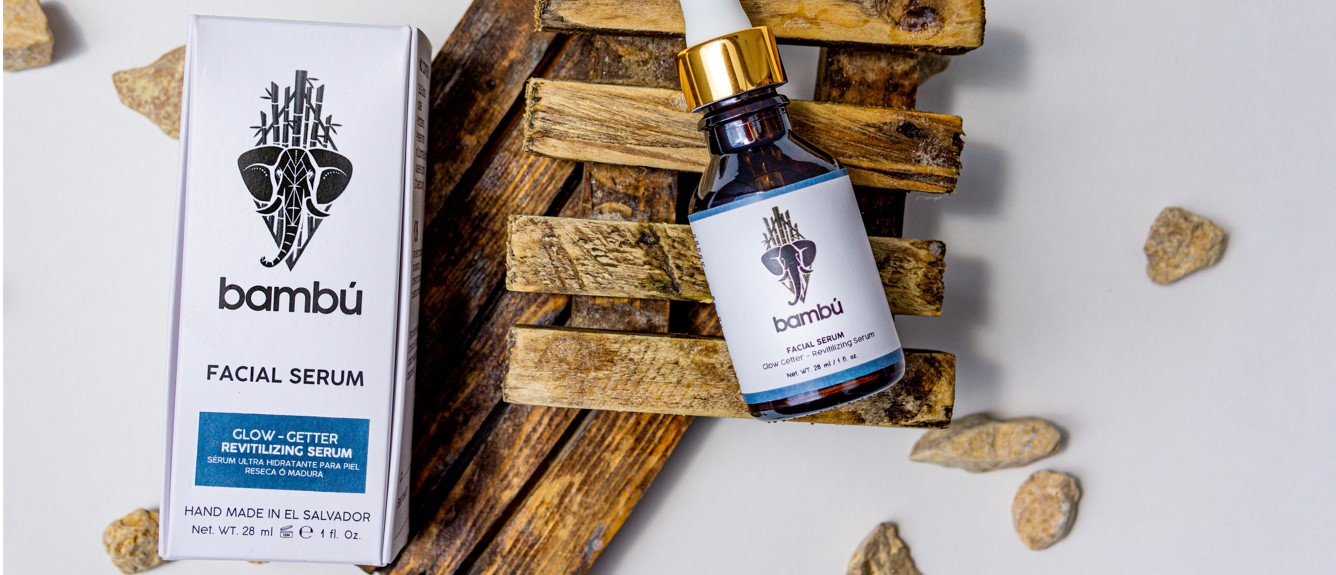 bambú
FACIAL SERUM
GLOW - GETTER
REVITILIZING SERUM
SÉRUM ULTRA HIDRATANTE PARA PIEL
RESECA Ó MADURA
HAND MADE IN EL SALVADOR
Net. WT. 28 ml ℮ 1 fl. Oz.
bambú
FACIAL SERUM
Glow Getter - Revitilizing Serum
Net. WT. 28 ml / 1 fl. oz.